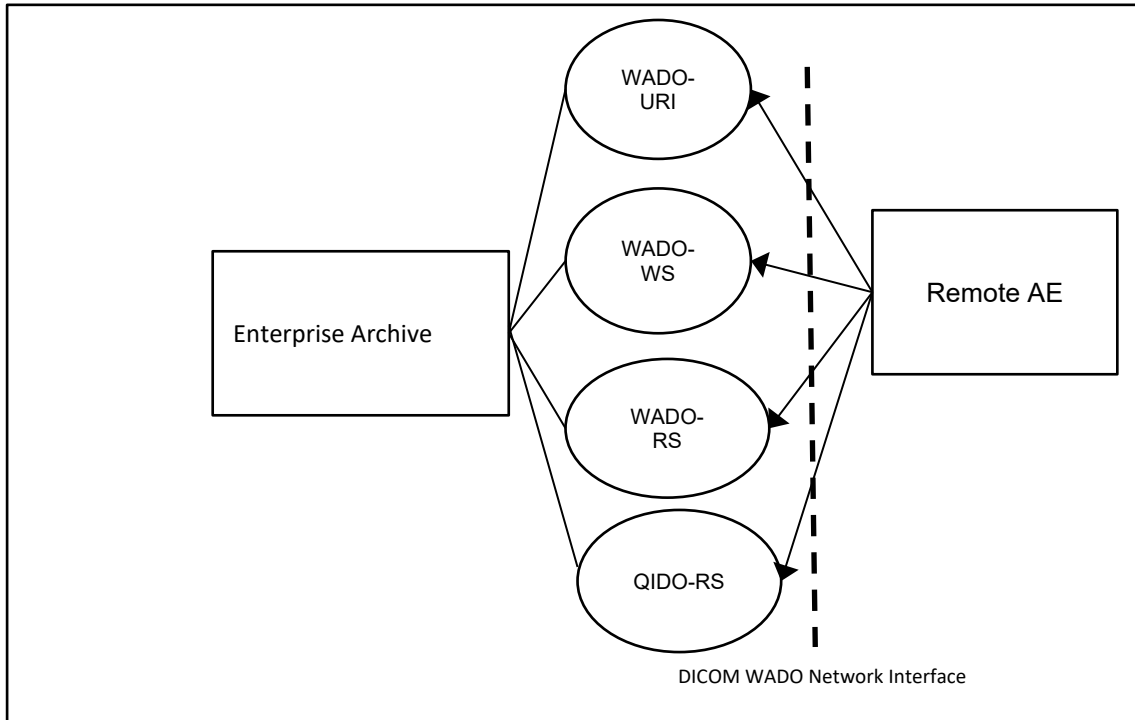 WADO-
URI
WADO-
WS
Enterprise Archive
Remote AE
WADO-
RS
QIDO-RS
DICOM WADO Network Interface